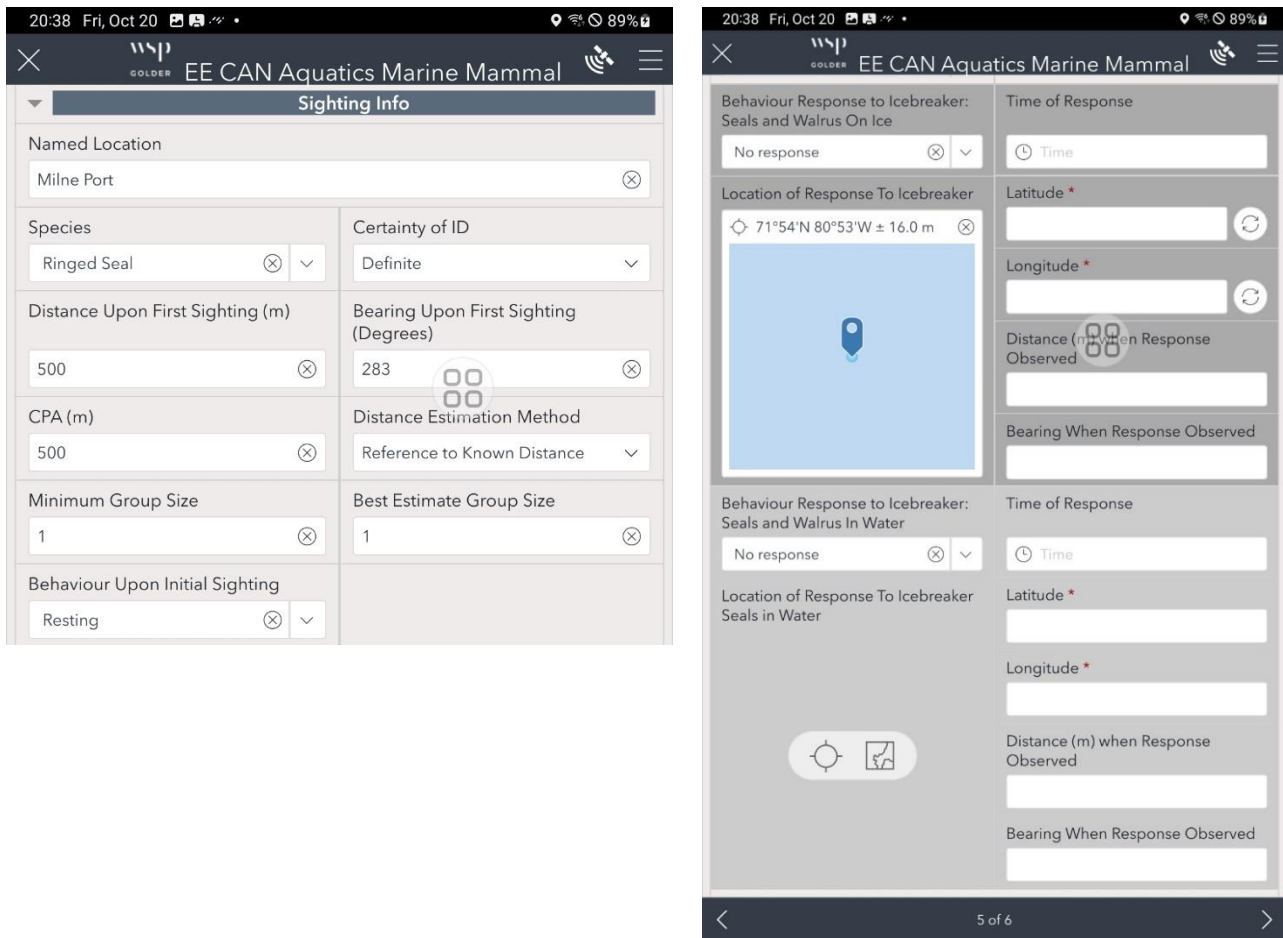 20:38 Fri, Oct 20 89%
wsp
GOLDER EE CAN Aquatics Marine Mammal
Sighting Info
Named Location
Milne Port
Species Certainty of ID
Ringed Seal Definite
Distance Upon First Sighting (m) Bearing Upon First Sighting
(Degrees)
500 283
CPA (m) Distance Estimation Method
500 Reference to Known Distance
Minimum Group Size Best Estimate Group Size
1 1
Behaviour Upon Initial Sighting
Resting
20:38 Fri, Oct 20 89%
wsp
GOLDER EE CAN Aquatics Marine Mammal
Behaviour Response to Icebreaker: Time of Response
Seals and Walrus On Ice
No response Time
Location of Response To Icebreaker Latitude *
71°54'N 80°53'W ± 16.0 m
Longitude *
Distance (m) when Response
Observed
Bearing When Response Observed
Behaviour Response to Icebreaker: Time of Response
Seals and Walrus In Water
No response Time
Location of Response To Icebreaker Latitude *
Seals in Water
Longitude *
Distance (m) when Response
Observed
Bearing When Response Observed
5 of 6